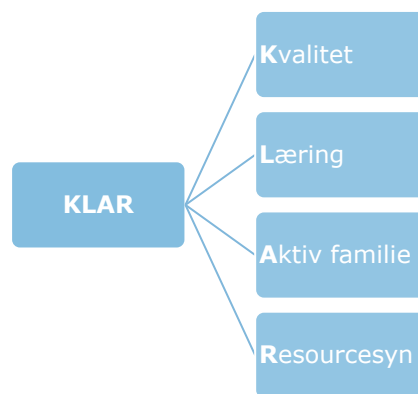 Kvalitet
Læring
KLAR
Aktiv familie
Resourcesyn